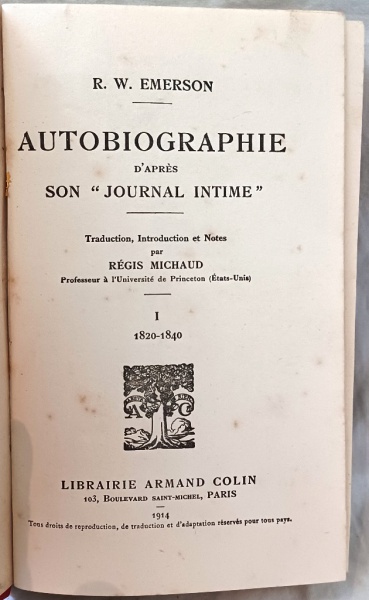 R. W. EMERSON
AUTOBIOGRAPHIE
D'APRÈS
SON "JOURNAL INTIME"
Traduction, Introduction et Notes
par
RÉGIS MICHAUD
Professeur à l'Université de Princeton (États-Unis)
I
1820-1840
A C
LIBRAIRIE ARMAND COLIN
103, BOULEVARD SAINT-MICHEL, PARIS
1914
Tous droits de reproduction, de traduction et d'adaptation réservés pour tous pays.